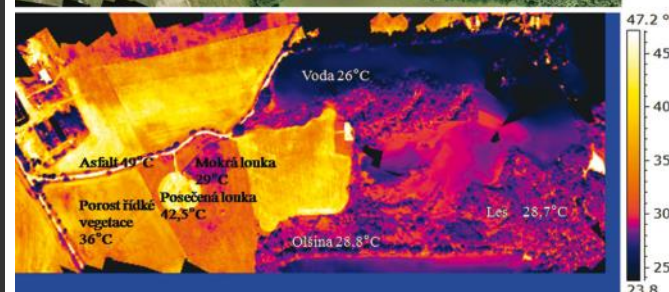 47.2 °
Voda 26°C
45
40
Asfalt 49°C
Mokrá louka
29°C
Posečená louka
42,5°C
Porost řídké
vegetace
36°C
35
Les 28,7°C
30
Olšina 28,8°C
25
23.8